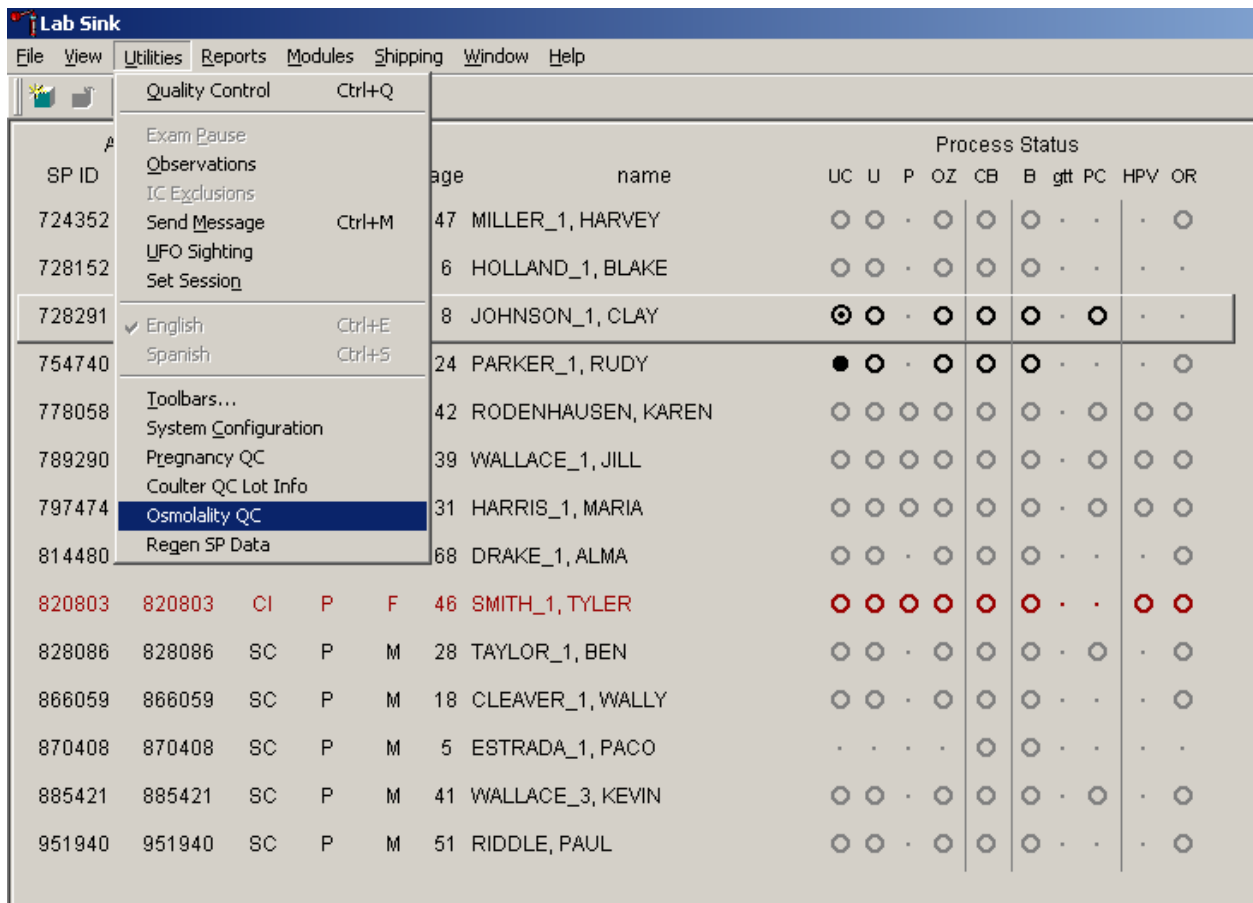 Lab Sink
File View Utilities Reports Modules Shipping Window Help
Quality Control Ctrl+Q
Exam Pause
Observations
IC Exclusions
Send Message Ctrl+M
UFO Sighting
Set Session
English Ctrl+E
Spanish Ctrl+S
Toolbars...
System Configuration
Pregnancy QC
Coulter QC Lot Info
Osmolality QC
Regen SP Data
Process Status
SP ID age name UC U P OZ CB B gtt PC HPV OR
724352 47 MILLER_1, HARVEY
728152 6 HOLLAND_1, BLAKE
728291 8 JOHNSON_1, CLAY
754740 24 PARKER_1, RUDY
778058 42 RODENHAUSEN, KAREN
789290 39 WALLACE_1, JILL
797474 31 HARRIS_1, MARIA
814480 68 DRAKE_1, ALMA
820803 820803 CI P F 46 SMITH_1, TYLER
828086 828086 SC P M 28 TAYLOR_1, BEN
866059 866059 SC P M 18 CLEAVER_1, WALLY
870408 870408 SC P M 5 ESTRADA_1, PACO
885421 885421 SC P M 41 WALLACE_3, KEVIN
951940 951940 SC P M 51 RIDDLE, PAUL